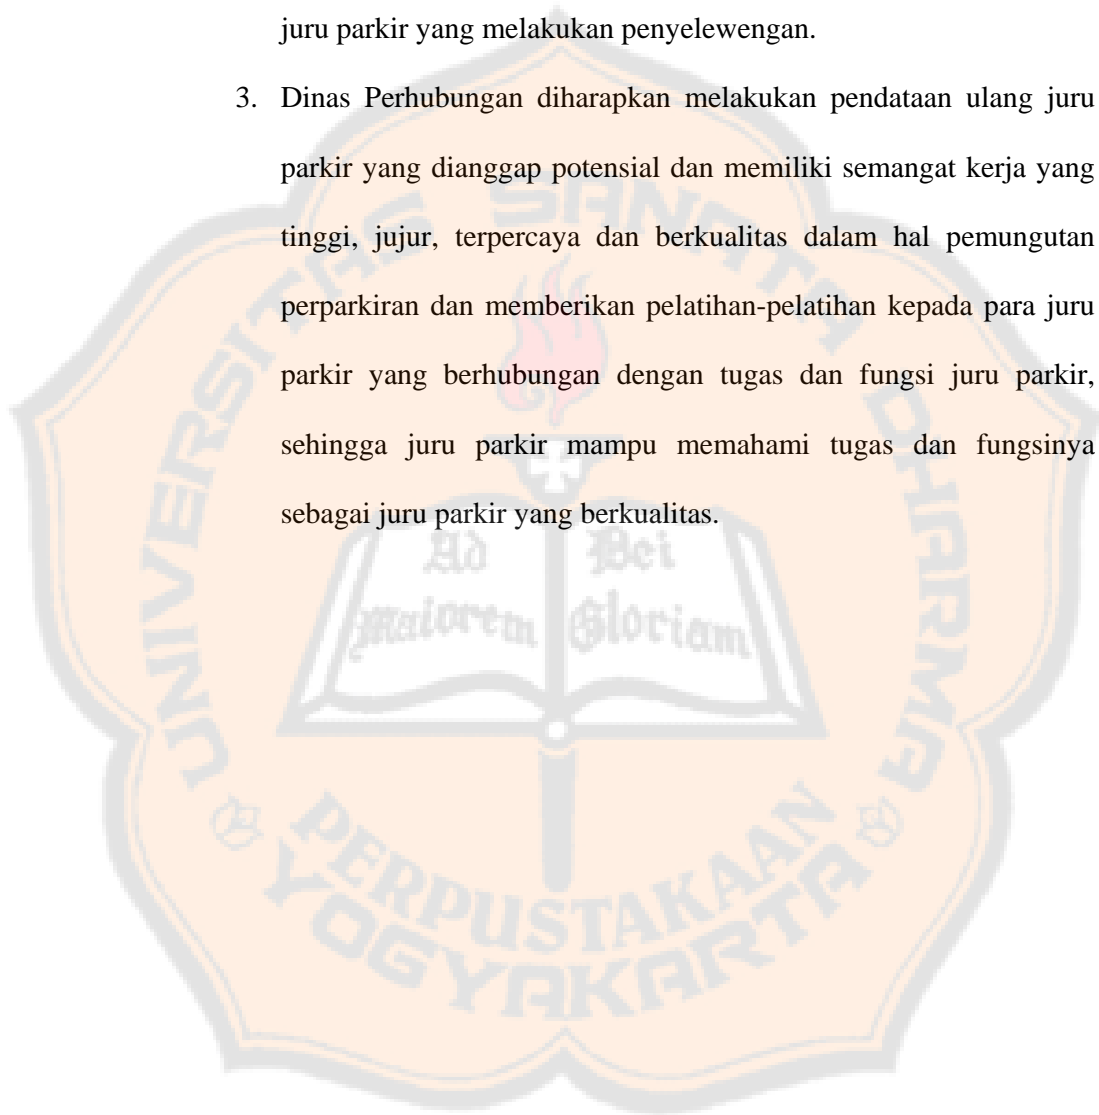 juru parkir yang melakukan penyelewengan.
3. Dinas Perhubungan diharapkan melakukan pendataan ulang juru
parkir yang dianggap potensial dan memiliki semangat kerja yang
tinggi, jujur, terpercaya dan berkualitas dalam hal pemungutan
perparkiran dan memberikan pelatihan-pelatihan kepada para juru
parkir yang berhubungan dengan tugas dan fungsi juru parkir,
sehingga juru parkir mampu memahami tugas dan fungsinya
sebagai juru parkir yang berkualitas.
UNIVERSITAS SANATA DHARMA
Ad Dei
Maiorem Gloriam
PERPUSTAKAAN
YOGYAKARTA